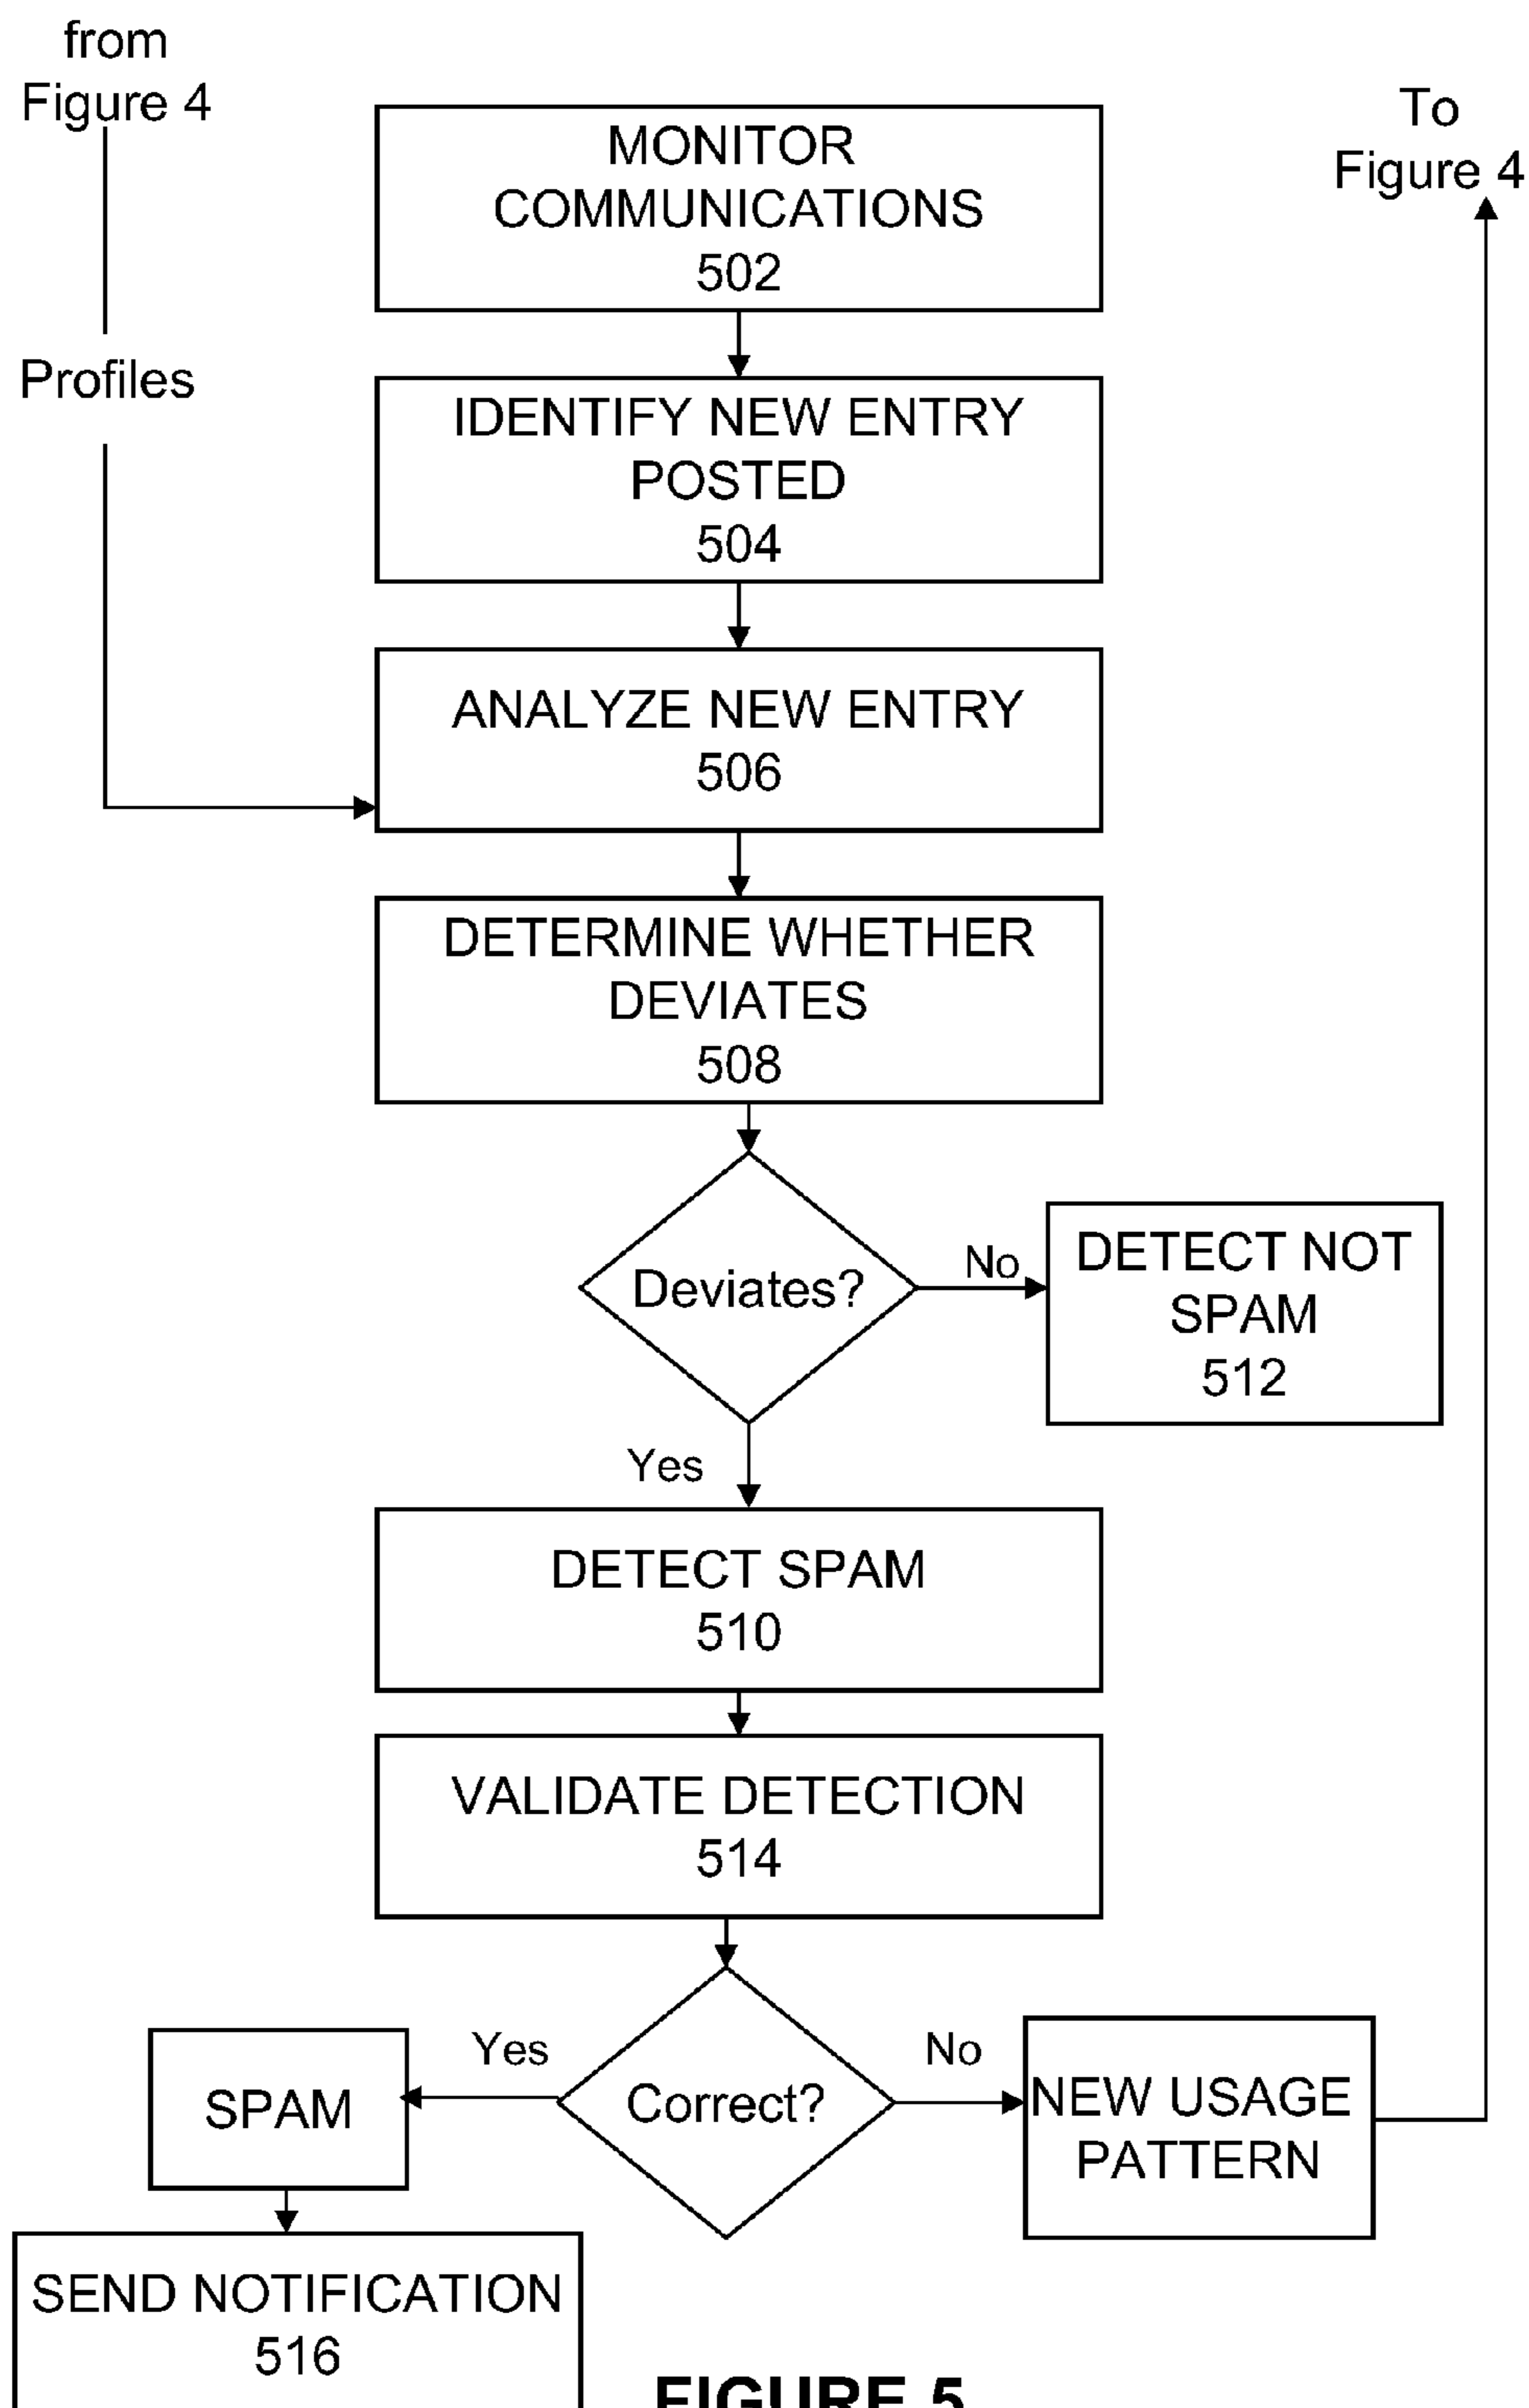 from
Figure 4
To
Figure 4
MONITOR
COMMUNICATIONS
502
Profiles
IDENTIFY NEW ENTRY
POSTED
504
ANALYZE NEW ENTRY
506
DETERMINE WHETHER
DEVIATES
508
Deviates?
No
DETECT NOT
SPAM
512
Yes
DETECT SPAM
510
VALIDATE DETECTION
514
Correct?
Yes
No
SPAM
NEW USAGE
PATTERN
SEND NOTIFICATION
516
FIGURE 5